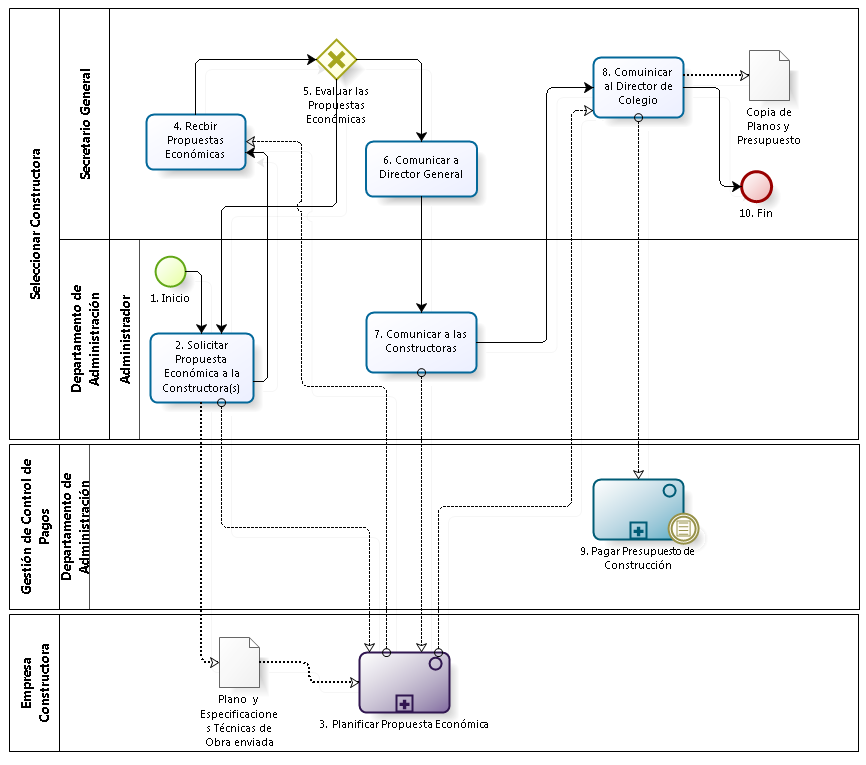 Seleccionar Constructora
Secretario General
4. Recbir
Propuestas
Económicas
5. Evaluar las
Propuestas
Económicas
6. Comunicar a
Director General
8. Comuinicar
al Director de
Colegio
Copia de
Planos y
Presupuesto
10. Fin
Departamento de
Administración
Administrador
1. Inicio
2. Solicitar
Propuesta
Económica a la
Constructora(s)
7. Comunicar a las
Constructoras
Gestión de Control de
Pagos
Departamento de
Administración
9. Pagar Presupuesto de
Construcción
Empresa
Constructora
Plano y
Especificacione
s Técnicas de
Obra enviada
3. Planificar Propuesta Económica